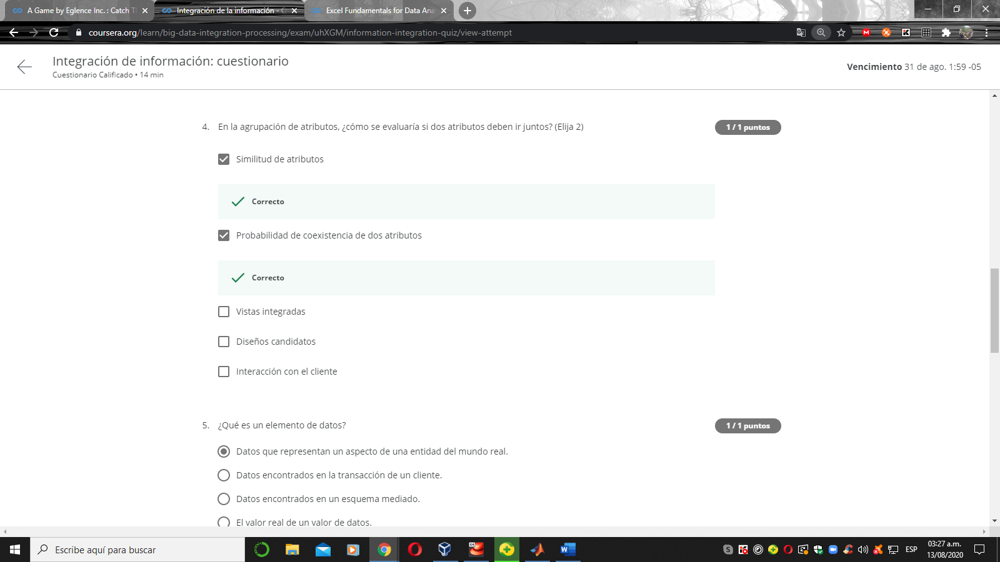 A Game by Eglence Inc. : Catch T
Integración de la información - C
Excel Fundamentals for Data Ana
coursera.org/learn/big-data-integration-processing/exam/uhXGM/information-integration-quiz/view-attempt
Integración de información: cuestionario
Cuestionario Calificado • 14 min
Vencimiento 31 de ago. 1:59 -05
4. En la agrupación de atributos, ¿cómo se evaluaría si dos atributos deben ir juntos? (Elija 2)
1 / 1 puntos
Similitud de atributos
Correcto
Probabilidad de coexistencia de dos atributos
Correcto
Vistas integradas
Diseños candidatos
Interacción con el cliente
5. ¿Qué es un elemento de datos?
1 / 1 puntos
Datos que representan un aspecto de una entidad del mundo real.
Datos encontrados en la transacción de un cliente.
Datos encontrados en un esquema mediado.
El valor real de un valor de datos.
Escribe aquí para buscar
ESP
03:27 a.m.
13/08/2020